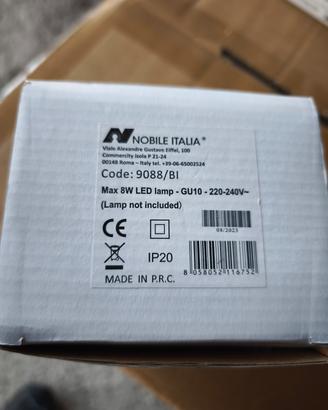 NOBILE ITALIA®
Viale Alexandre Gustave Eiffel, 100
Commercity Isola P 21-24
00148 Roma - Italy tel. +39-06-65002524
Code: 9088/BI
Max 8W LED lamp - GU10 - 220-240V~
(Lamp not included)
09/2023
CE
IP20
8 058052 116752
MADE IN P.R.C.